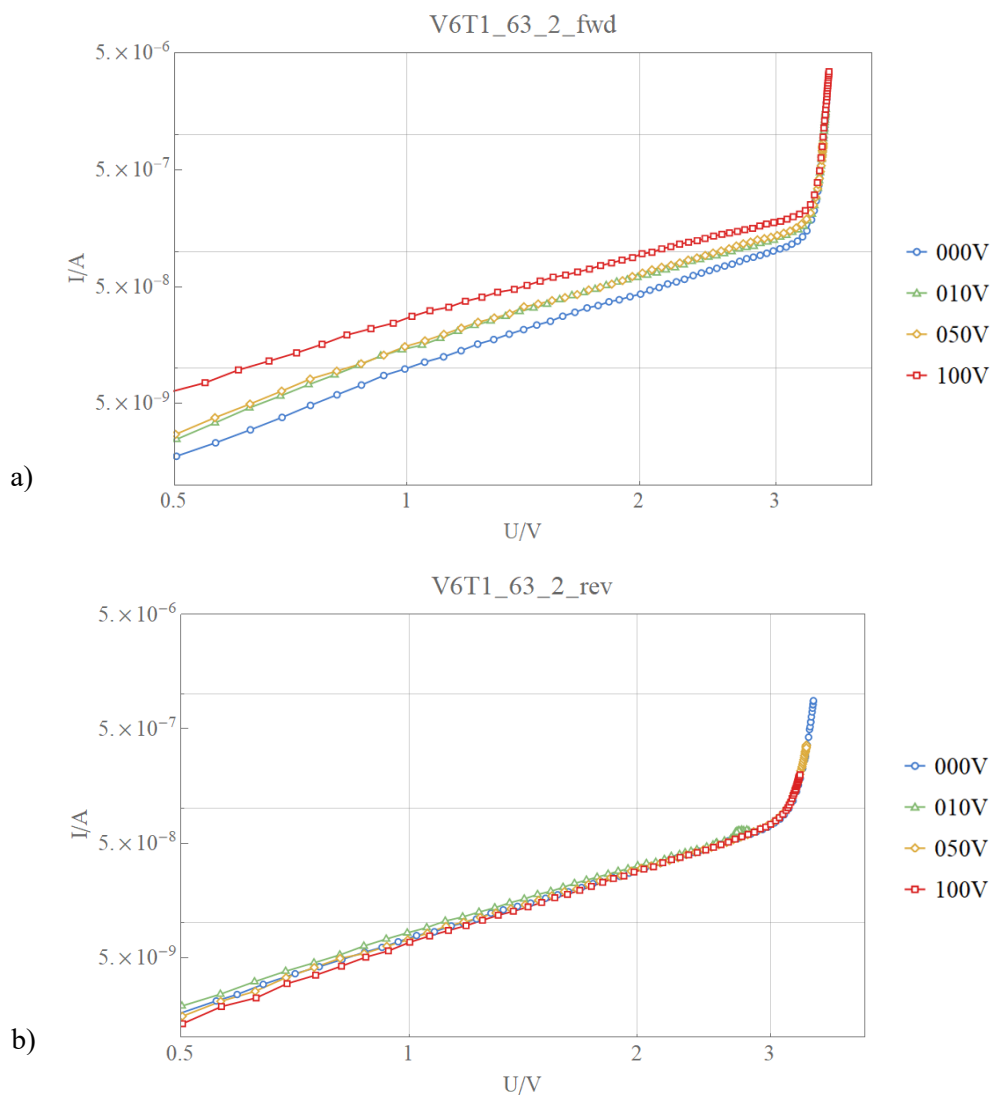 V6T1_63_2_fwd
5.×10⁻⁶
5.×10⁻⁷
5.×10⁻⁸
5.×10⁻⁹
I/A
0.5 1 2 3
U/V
000V
010V
050V
100V
a)
V6T1_63_2_rev
5.×10⁻⁶
5.×10⁻⁷
5.×10⁻⁸
5.×10⁻⁹
I/A
0.5 1 2 3
U/V
000V
010V
050V
100V
b)